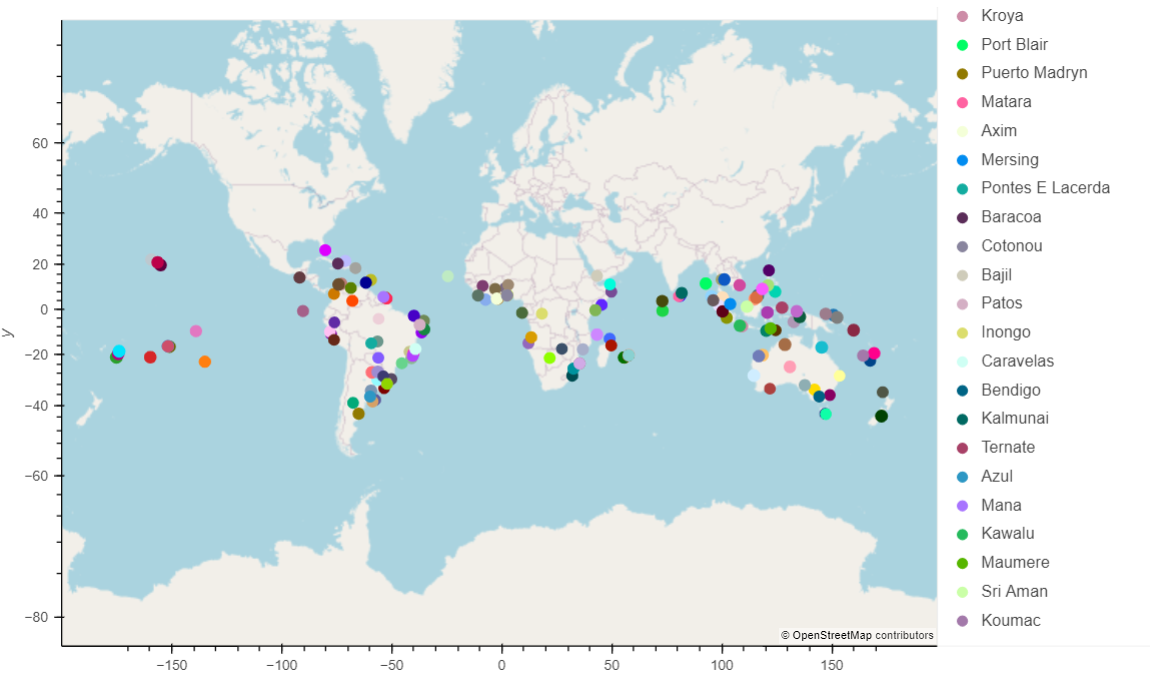 Kroya
Port Blair
Puerto Madryn
Matara
Axim
Mersing
Pontes E Lacerda
Baracoa
Cotonou
Bajil
Patos
Inongo
Caravelas
Bendigo
Kalmunai
Ternate
Azul
Mana
Kawalu
Maumere
Sri Aman
Koumac
60
40
20
0
−20
−40
−60
−80
y
© OpenStreetMap contributors
−150 −100 −50 0 50 100 150